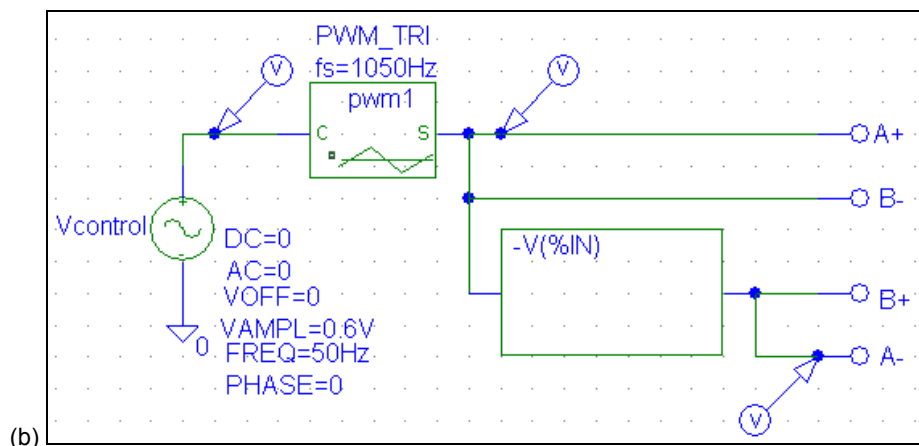 PWM_TRI
fs=1050Hz
pwm1
V
V
C
S
A+
B-
Vcontrol
+
-
DC=0
AC=0
VOFF=0
VAMPL=0.6V
FREQ=50Hz
PHASE=0
0
-V(%IN)
B+
A-
V
(b)